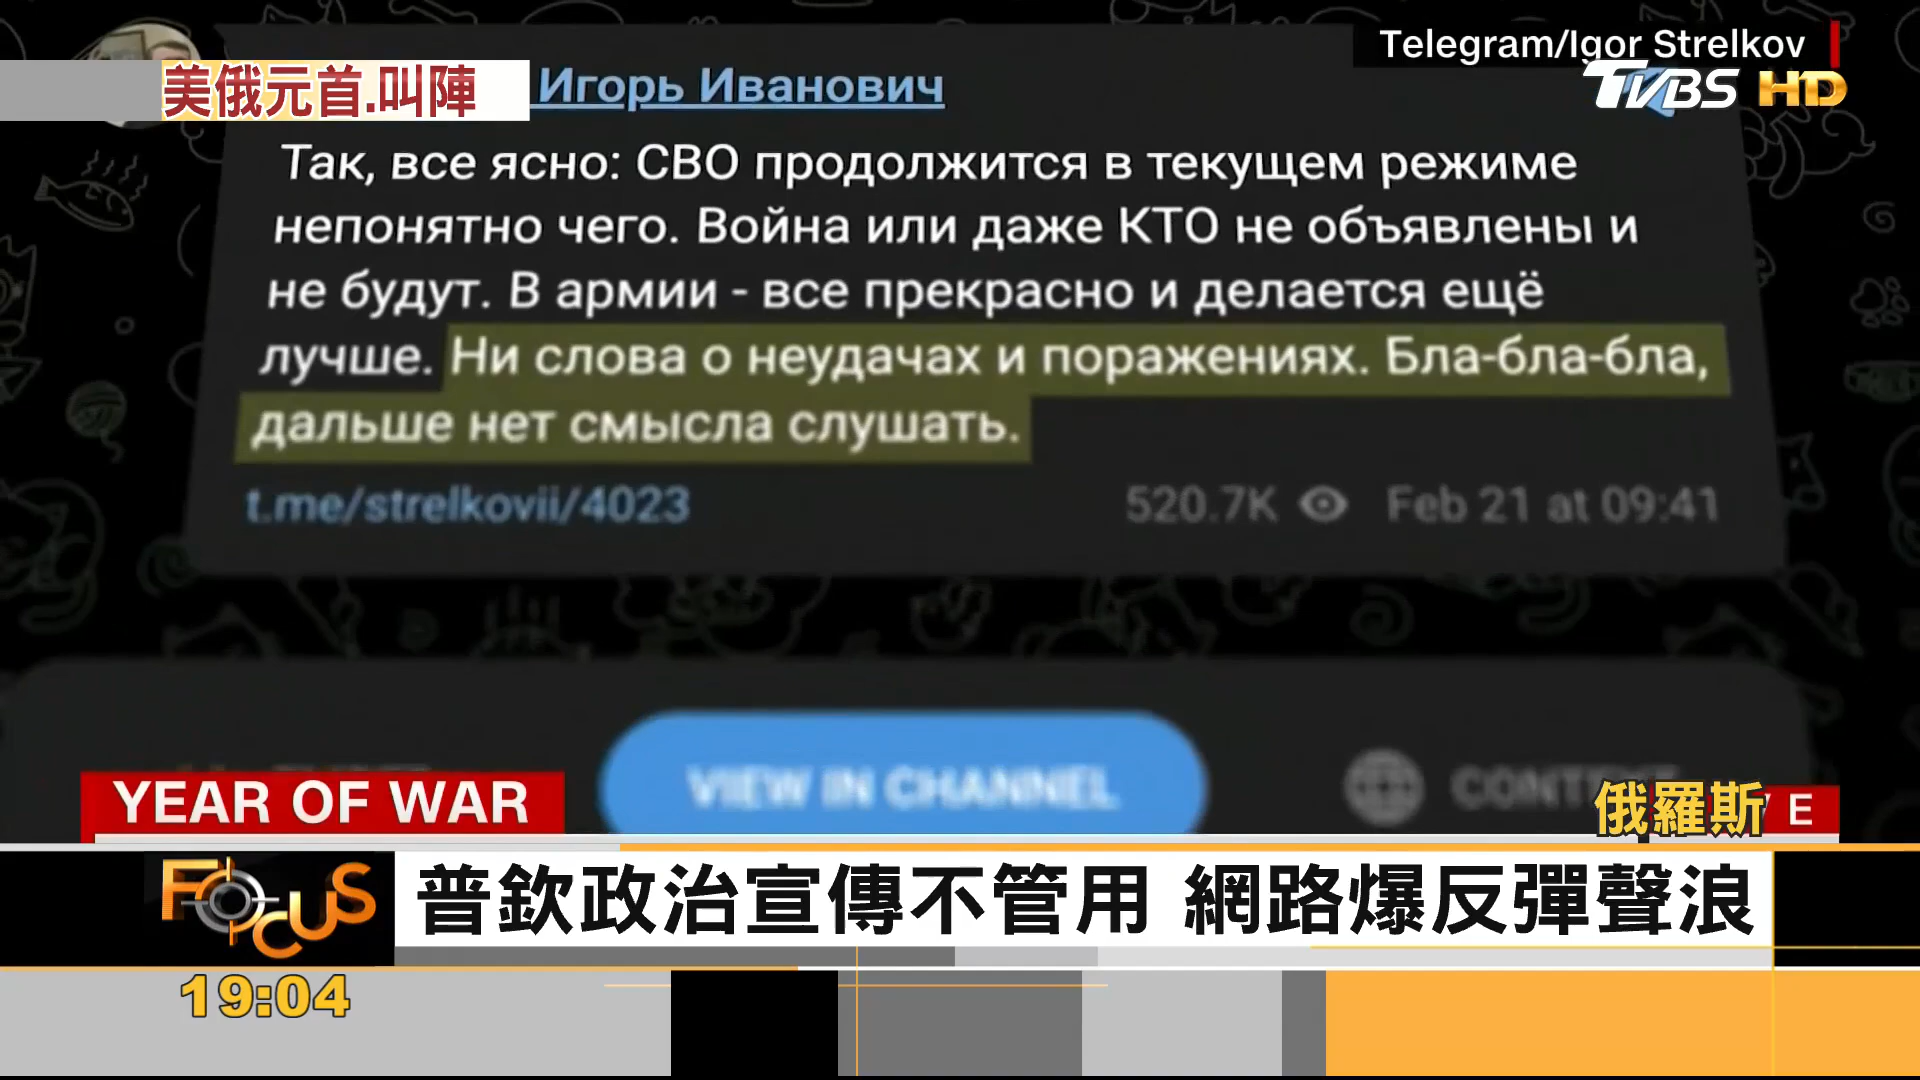 Telegram/Igor Strelkov
TVBS HD
美俄元首.叫陣
Игорь Иванович
Так, все ясно: СВО продолжится в текущем режиме
непонятно чего. Война или даже КТО не объявлены и
не будут. В армии - все прекрасно и делается ещё
лучше. Ни слова о неудачах и поражениях. Бла-бла-бла,
дальше нет смысла слушать.
t.me/strelkovii/4023
520.7K Feb 21 at 09:41
VIEW IN CHANNEL
YEAR OF WAR
俄羅斯
FOCUS
普欽政治宣傳不管用 網路爆反彈聲浪
19:04